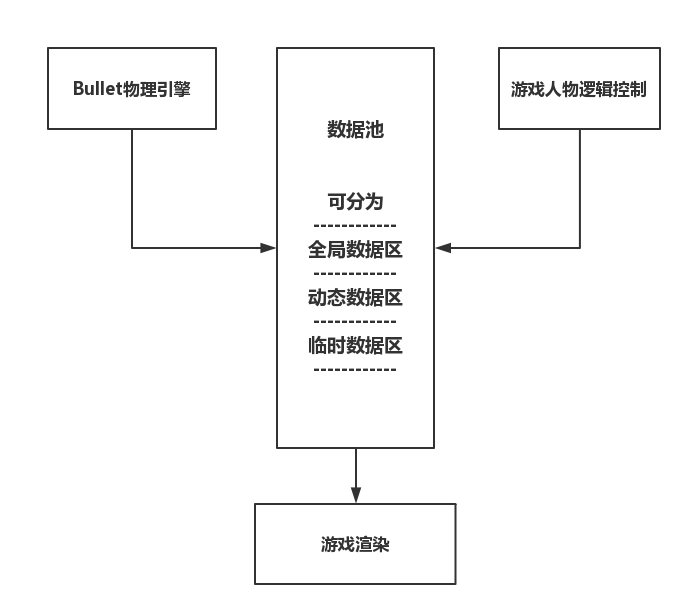 Bullet物理引擎
游戏人物逻辑控制
数据池
可分为
------------
全局数据区
------------
动态数据区
------------
临时数据区
------------
游戏渲染